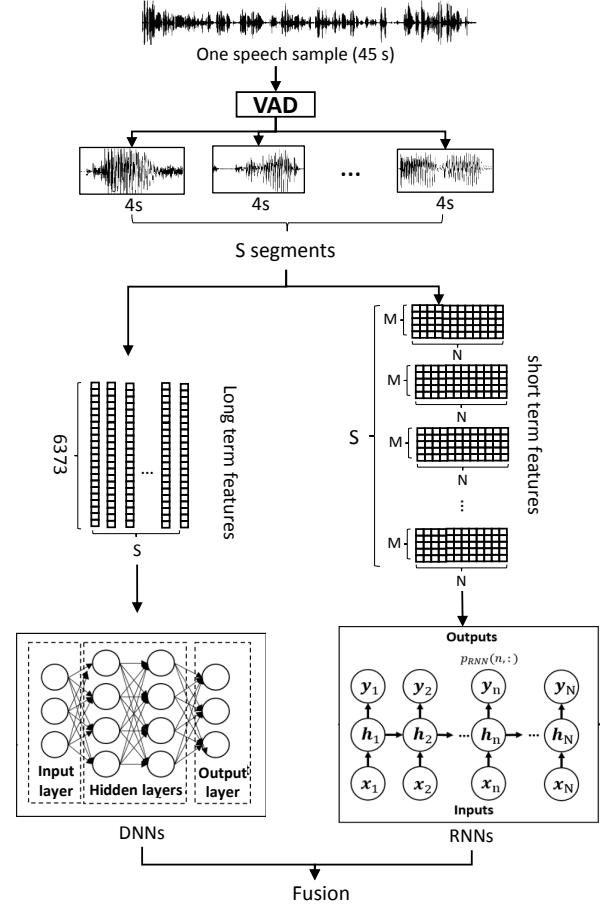 One speech sample (45 s)
VAD
4s
4s
...
4s
S segments
6373
...
S
Long term features
S
M
N
M
N
M
N
...
M
N
short term features
Input layer
Hidden layers
Output layer
DNNs
Outputs
p_{RNN}(n,:)
y_1 y_2 y_n y_N
h_1 h_2 ... h_n ... h_N
x_1 x_2 x_n x_N
Inputs
RNNs
Fusion